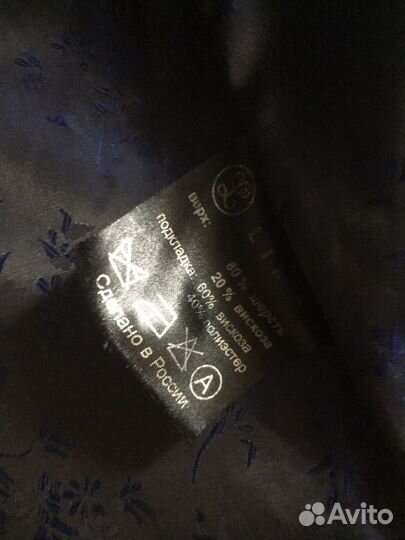 верх:
80% шерсть
20% вискоза
подкладка: 60% вискоза
40% полиэстер
A
Сделано в России
Avito